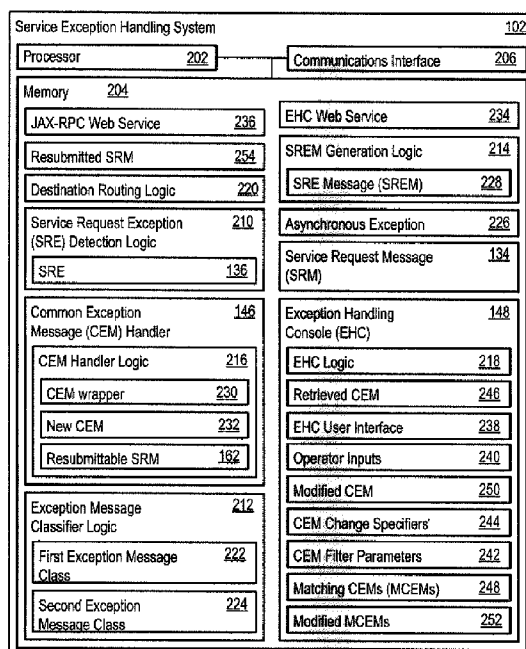 Service Exception Handling System 102
Processor 202
Communications Interface 206
Memory 204
JAX-RPC Web Service 236
Resubmitted SRM 254
Destination Routing Logic 220
Service Request Exception 210
(SRE) Detection Logic
SRE 136
Common Exception 146
Message (CEM) Handler
CEM Handler Logic 216
CEM wrapper 230
New CEM 232
Resubmittable SRM 162
Exception Message 212
Classifier Logic
First Exception Message 222
Class
Second Exception 224
Message Class
EHC Web Service 234
SREM Generation Logic 214
SRE Message (SREM) 228
Asynchronous Exception 226
Service Request Message 134
(SRM)
Exception Handling 148
Console (EHC)
EHC Logic 218
Retrieved CEM 246
EHC User Interface 238
Operator Inputs 240
Modified CEM 250
CEM Change Specifiers' 244
CEM Filter Parameters 242
Matching CEMs (MCEMs) 248
Modified MCEMs 252